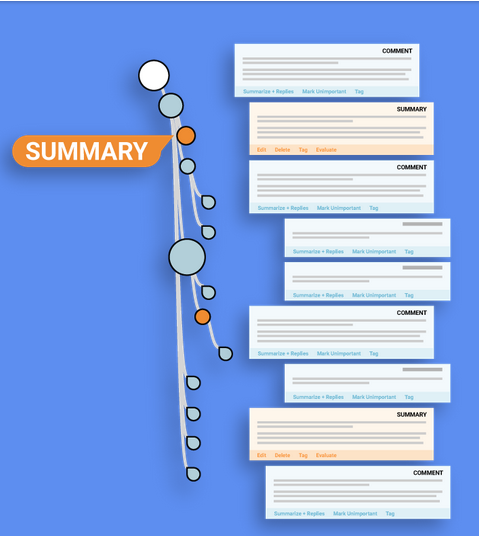 COMMENT
Summarize + Replies Mark Unimportant Tag
SUMMARY
SUMMARY
Edit Delete Tag Evaluate
COMMENT
Summarize + Replies Mark Unimportant Tag
Summarize + Replies Mark Unimportant Tag
Summarize + Replies Mark Unimportant Tag
COMMENT
Summarize + Replies Mark Unimportant Tag
Summarize + Replies Mark Unimportant Tag
SUMMARY
Edit Delete Tag Evaluate
COMMENT
Summarize + Replies Mark Unimportant Tag